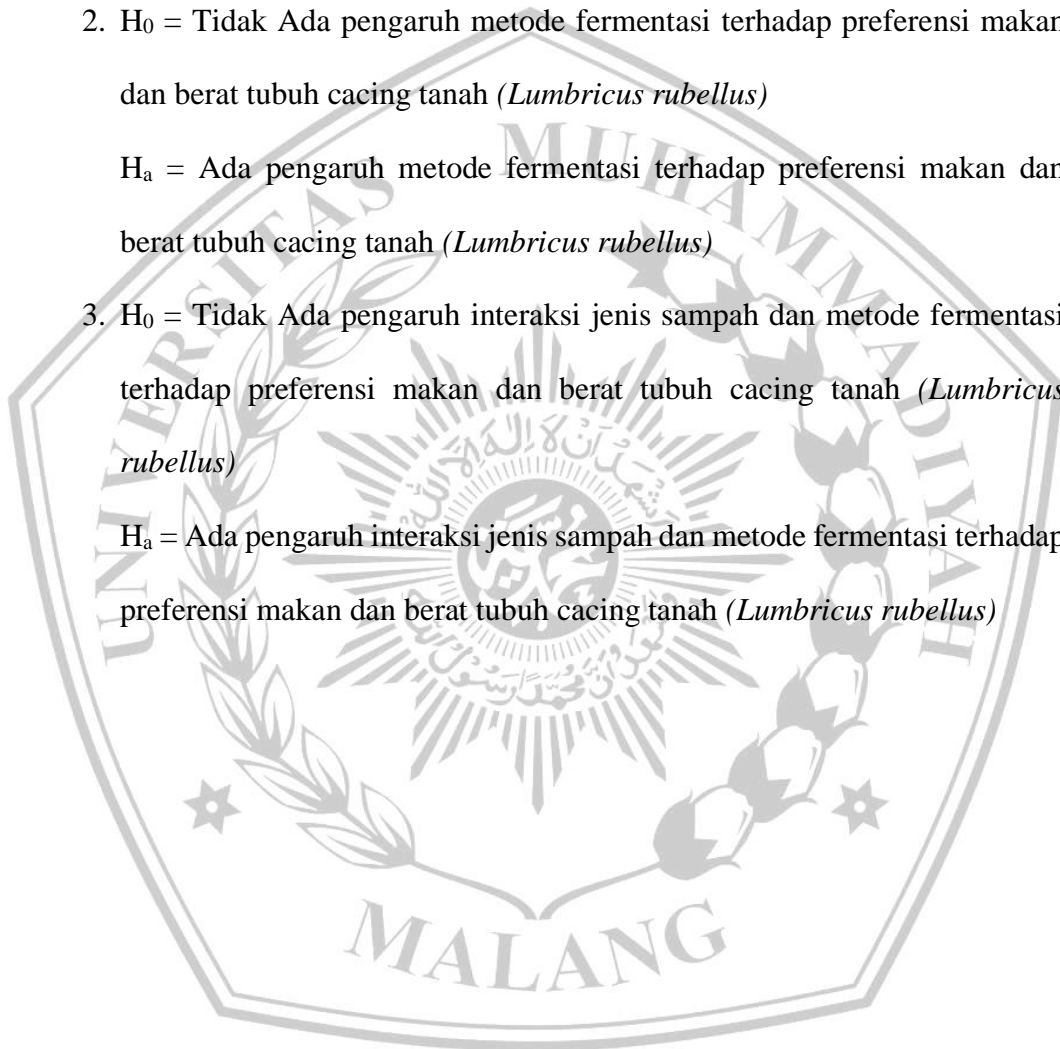 2. H₀ = Tidak Ada pengaruh metode fermentasi terhadap preferensi makan
dan berat tubuh cacing tanah (Lumbricus rubellus)
Hₐ = Ada pengaruh metode fermentasi terhadap preferensi makan dan
berat tubuh cacing tanah (Lumbricus rubellus)
3. H₀ = Tidak Ada pengaruh interaksi jenis sampah dan metode fermentasi
terhadap preferensi makan dan berat tubuh cacing tanah (Lumbricus
rubellus)
Hₐ = Ada pengaruh interaksi jenis sampah dan metode fermentasi terhadap
preferensi makan dan berat tubuh cacing tanah (Lumbricus rubellus)
UNIVERSITAS MUHAMMADIYAH
MALANG